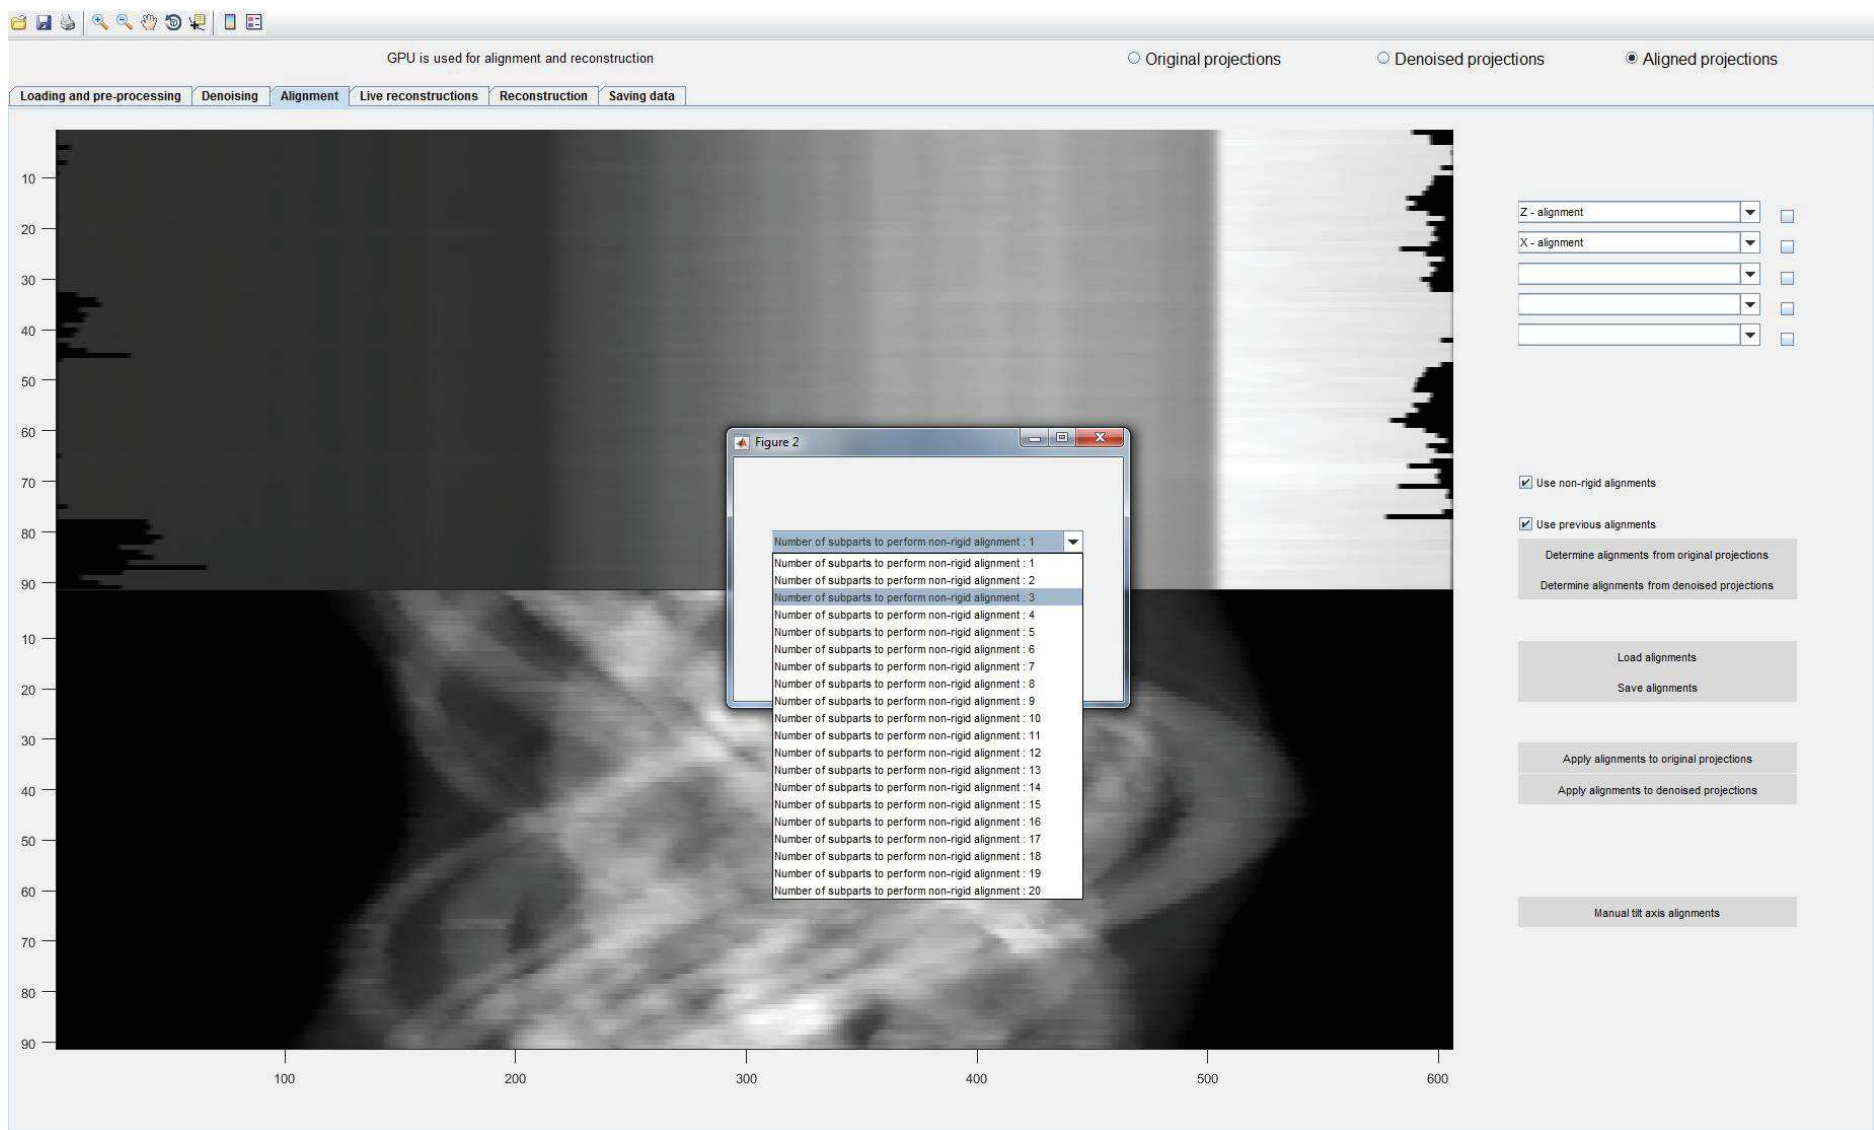 GPU is used for alignment and reconstruction
Original projections
Denoised projections
Aligned projections
Loading and pre-processing
Denoising
Alignment
Live reconstructions
Reconstruction
Saving data
10
20
30
40
50
60
70
80
90
10
20
30
40
50
60
70
80
90
100
200
300
400
500
600
Figure 2
Number of subparts to perform non-rigid alignment : 1
Number of subparts to perform non-rigid alignment : 1
Number of subparts to perform non-rigid alignment : 2
Number of subparts to perform non-rigid alignment : 3
Number of subparts to perform non-rigid alignment : 4
Number of subparts to perform non-rigid alignment : 5
Number of subparts to perform non-rigid alignment : 6
Number of subparts to perform non-rigid alignment : 7
Number of subparts to perform non-rigid alignment : 8
Number of subparts to perform non-rigid alignment : 9
Number of subparts to perform non-rigid alignment : 10
Number of subparts to perform non-rigid alignment : 11
Number of subparts to perform non-rigid alignment : 12
Number of subparts to perform non-rigid alignment : 13
Number of subparts to perform non-rigid alignment : 14
Number of subparts to perform non-rigid alignment : 15
Number of subparts to perform non-rigid alignment : 16
Number of subparts to perform non-rigid alignment : 17
Number of subparts to perform non-rigid alignment : 18
Number of subparts to perform non-rigid alignment : 19
Number of subparts to perform non-rigid alignment : 20
Z - alignment
X - alignment
Use non-rigid alignments
Use previous alignments
Determine alignments from original projections
Determine alignments from denoised projections
Load alignments
Save alignments
Apply alignments to original projections
Apply alignments to denoised projections
Manual tilt axis alignments